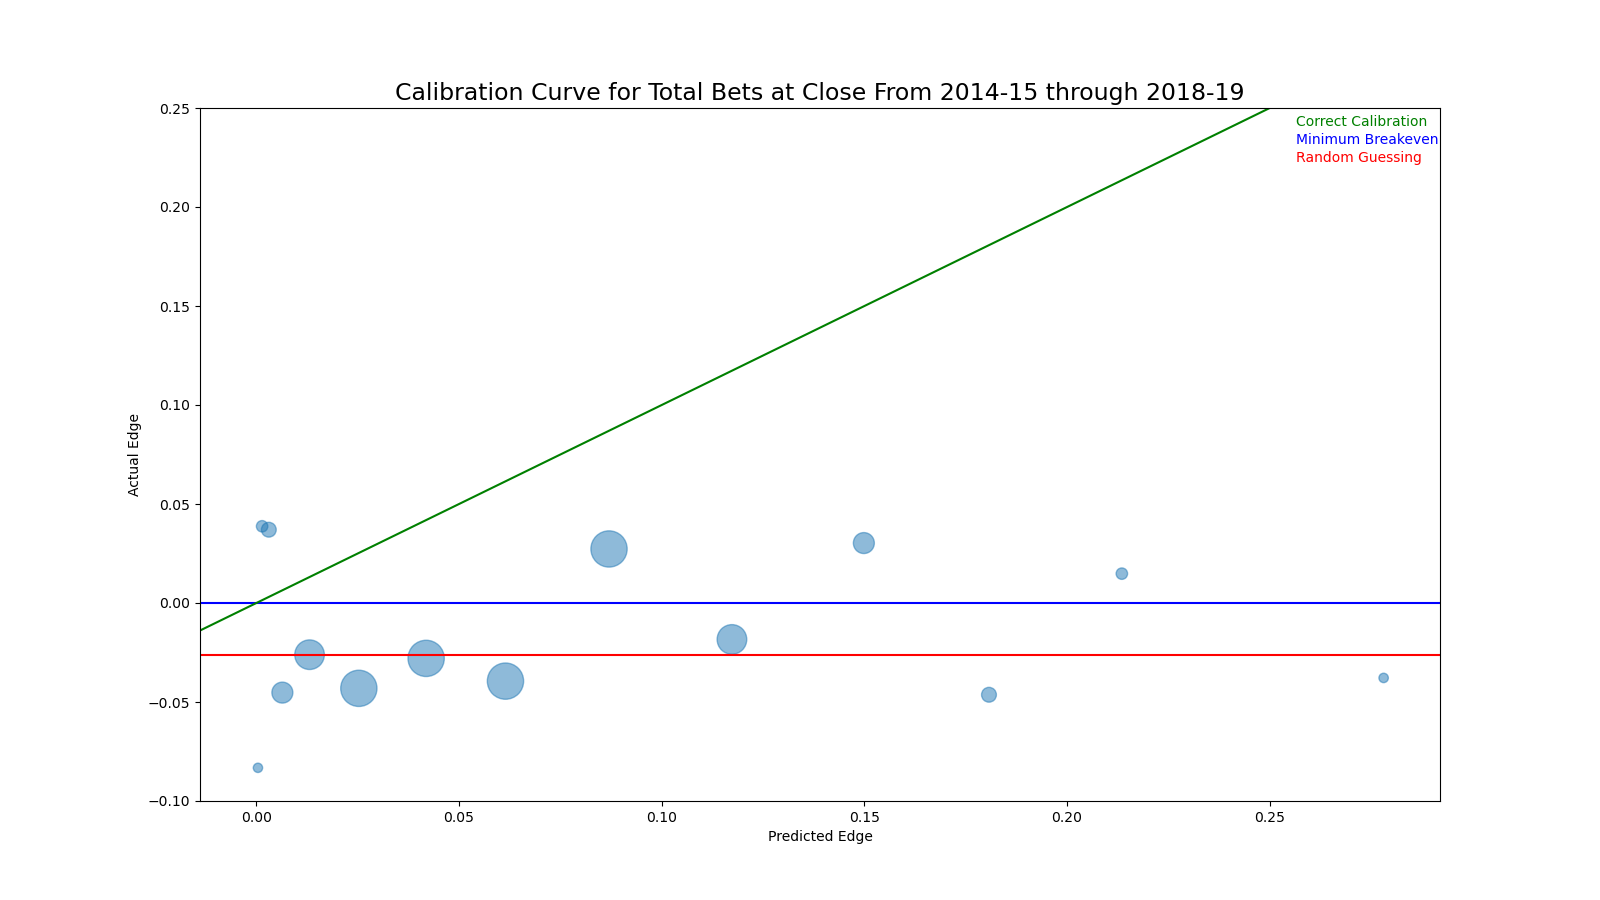 Calibration Curve for Total Bets at Close From 2014-15 through 2018-19
Correct Calibration
Minimum Breakeven
Random Guessing
0.25
0.20
0.15
0.10
0.05
0.00
−0.05
−0.10
Actual Edge
0.00 0.05 0.10 0.15 0.20 0.25
Predicted Edge